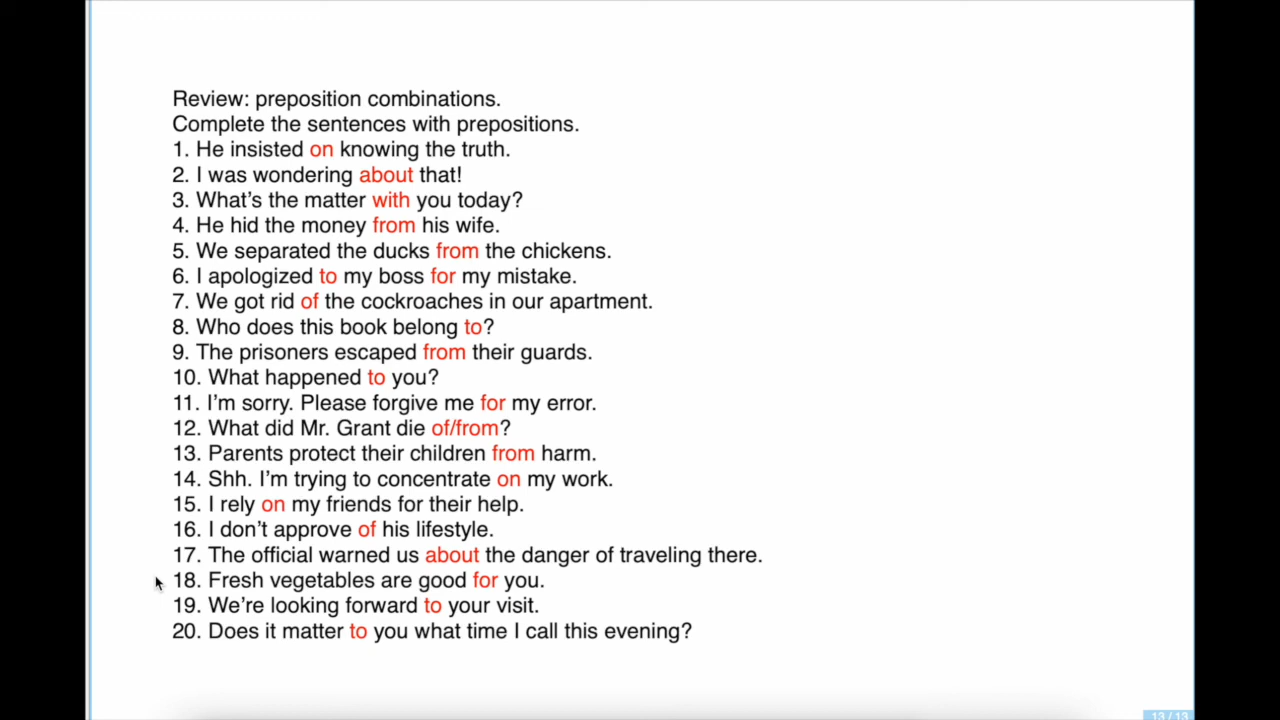 Review: preposition combinations.
Complete the sentences with prepositions.
1. He insisted on knowing the truth.
2. I was wondering about that!
3. What’s the matter with you today?
4. He hid the money from his wife.
5. We separated the ducks from the chickens.
6. I apologized to my boss for my mistake.
7. We got rid of the cockroaches in our apartment.
8. Who does this book belong to?
9. The prisoners escaped from their guards.
10. What happened to you?
11. I’m sorry. Please forgive me for my error.
12. What did Mr. Grant die of/from?
13. Parents protect their children from harm.
14. Shh. I’m trying to concentrate on my work.
15. I rely on my friends for their help.
16. I don’t approve of his lifestyle.
17. The official warned us about the danger of traveling there.
18. Fresh vegetables are good for you.
19. We’re looking forward to your visit.
20. Does it matter to you what time I call this evening?
13 / 13